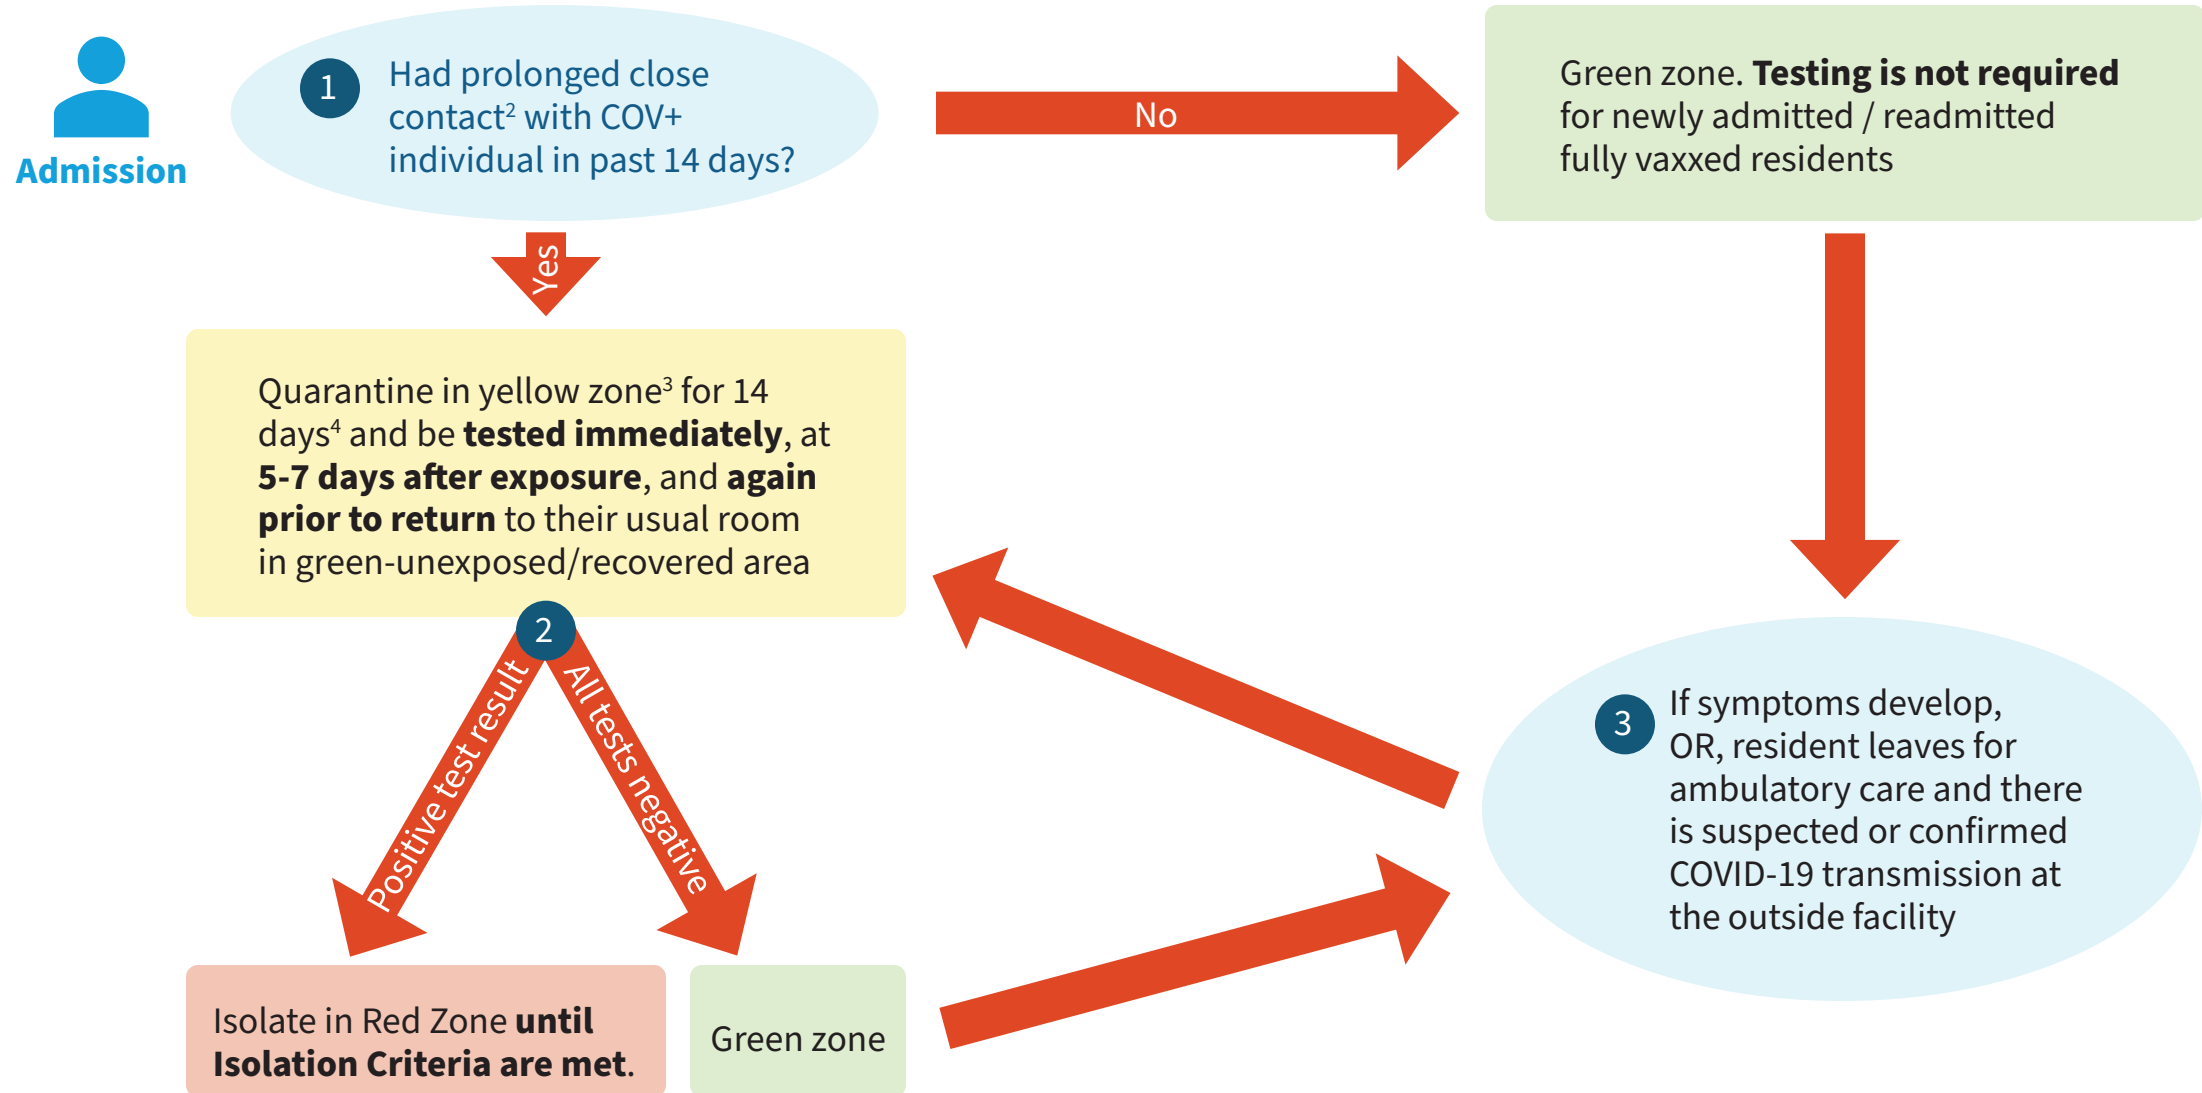 Admission
1
Had prolonged close
contact² with COV+
individual in past 14 days?
No
Green zone. Testing is not required
for newly admitted / readmitted
fully vaxxed residents
Yes
Quarantine in yellow zone³ for 14
days⁴ and be tested immediately, at
5-7 days after exposure, and again
prior to return to their usual room
in green-unexposed/recovered area
2
Positive test result
All tests negative
3
If symptoms develop,
OR, resident leaves for
ambulatory care and there
is suspected or confirmed
COVID-19 transmission at
the outside facility
Isolate in Red Zone until
Isolation Criteria are met.
Green zone